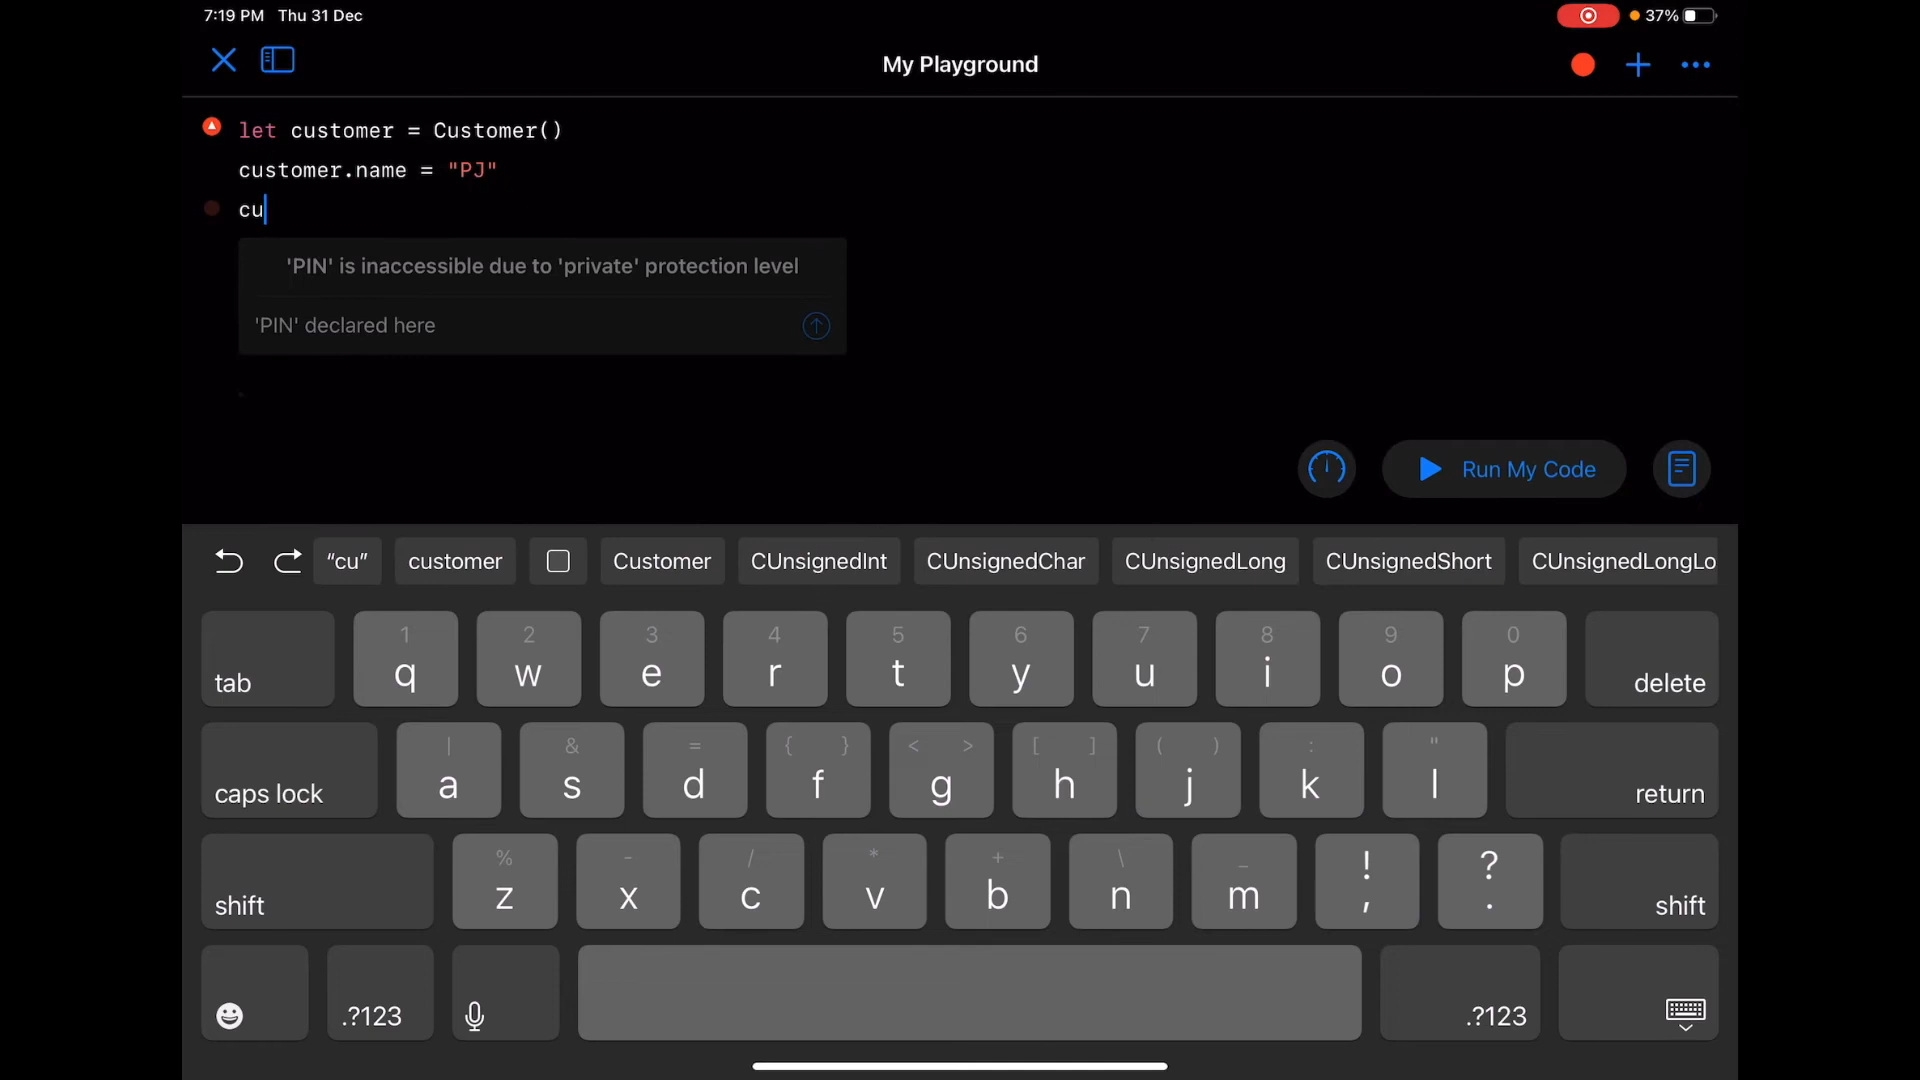 7:19 PM Thu 31 Dec
37%
My Playground
let customer = Customer()
customer.name = "PJ"
cu
'PIN' is inaccessible due to 'private' protection level
'PIN' declared here
Run My Code
“cu” customer Customer CUnsignedInt CUnsignedChar CUnsignedLong CUnsignedShort CUnsignedLongLo
1 2 3 4 5 6 7 8 9 0
tab q w e r t y u i o p delete
| & = { } < > [ ] ( ) : "
caps lock a s d f g h j k l return
% - / * + \ _ ! ?
shift z x c v b n m , . shift
.?123 .?123